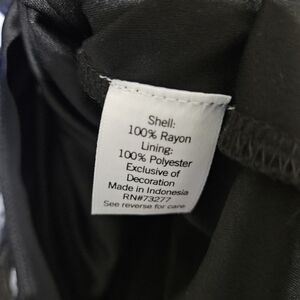 Shell:
100% Rayon
Lining:
100% Polyester
Exclusive of
Decoration
Made in Indonesia
RN#73277
See reverse for care